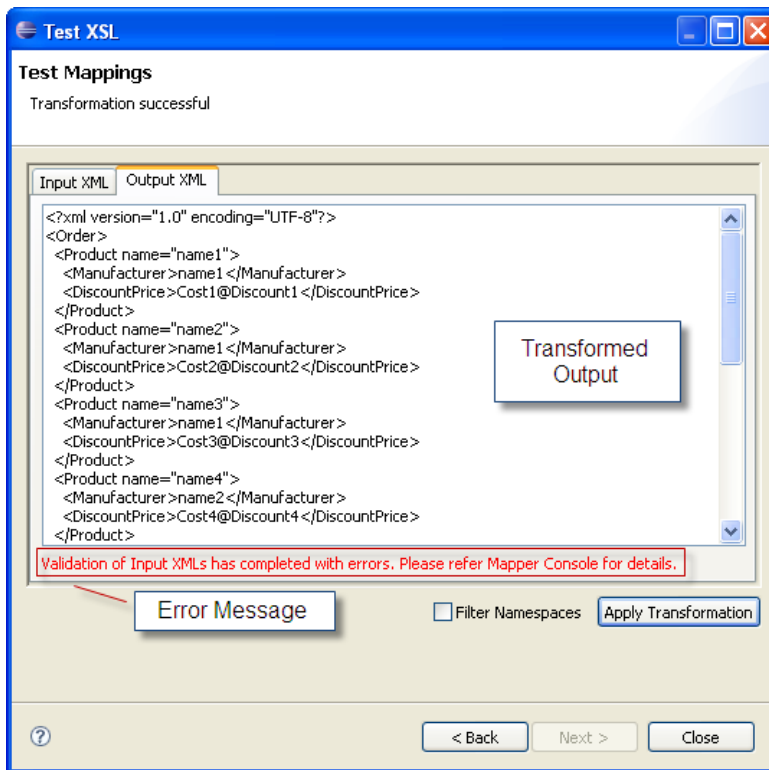 Test XSL
Test Mappings
Transformation successful
Input XML
Output XML
<?xml version="1.0" encoding="UTF-8"?>
<Order>
<Product name="name1">
<Manufacturer>name1</Manufacturer>
<DiscountPrice>Cost1@Discount1</DiscountPrice>
</Product>
<Product name="name2">
<Manufacturer>name1</Manufacturer>
<DiscountPrice>Cost2@Discount2</DiscountPrice>
</Product>
<Product name="name3">
<Manufacturer>name1</Manufacturer>
<DiscountPrice>Cost3@Discount3</DiscountPrice>
</Product>
<Product name="name4">
<Manufacturer>name2</Manufacturer>
<DiscountPrice>Cost4@Discount4</DiscountPrice>
</Product>
Transformed
Output
Validation of Input XMLs has completed with errors. Please refer Mapper Console for details.
Error Message
Filter Namespaces
Apply Transformation
?
< Back
Next >
Close